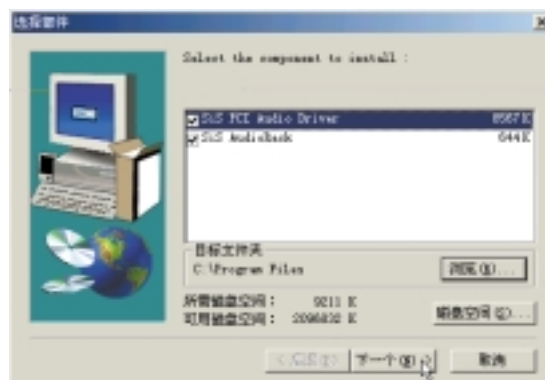 选择部件
Select the component to install :
SiS PCI Audio Driver 8567 K
SiS Audiobask 644 K
目标文件夹
C:\Program Files
浏览(R)...
所需磁盘空间： 9211 K
可用磁盘空间： 2096832 K
磁盘空间(S)...
<后退(B) 下一个(N)> 取消